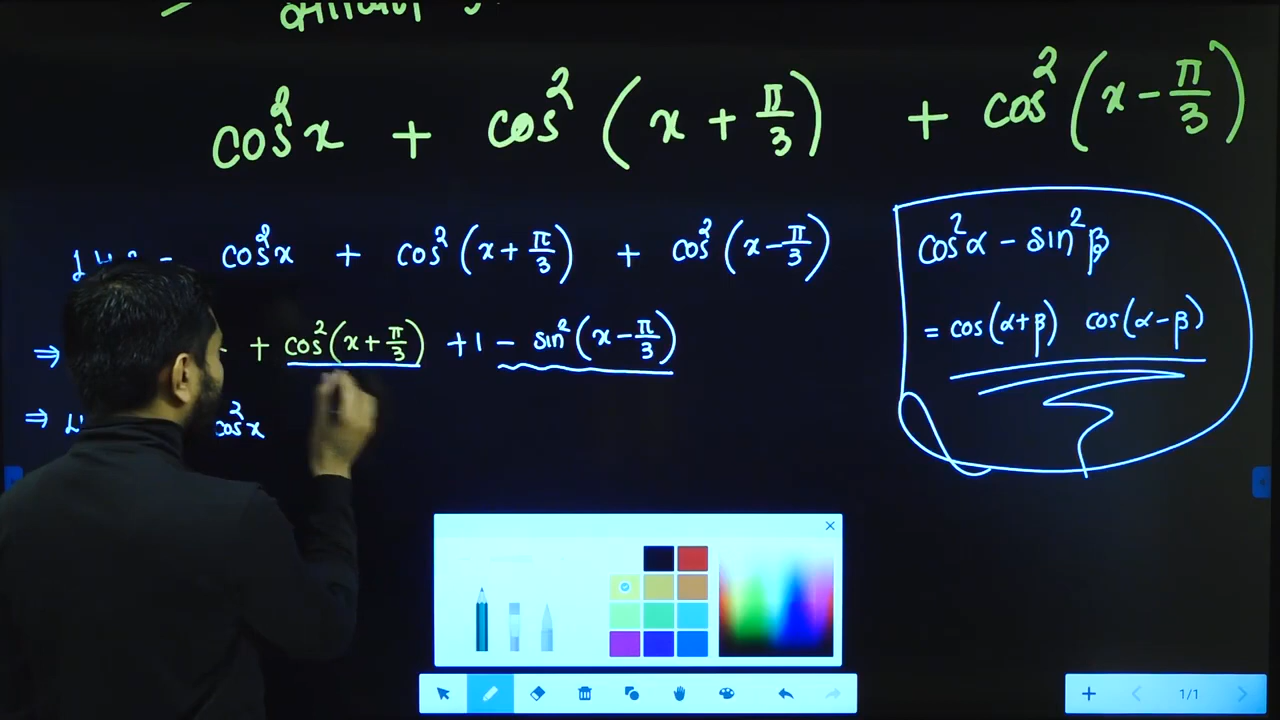 cos²x + cos²(x + π/3) + cos²(x − π/3)
cos²x + cos²(x + π/3) + cos²(x − π/3)
⇒ + cos²(x + π/3) + 1 − sin²(x − π/3)
⇒ cos²x
cos²α − sin²β
= cos(α+β) cos(α−β)
1/1